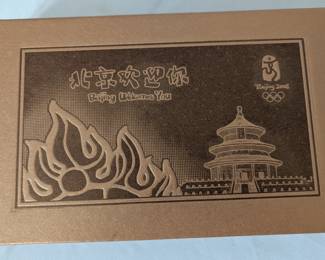 北京欢迎你
Beijing Welcomes You
Beijing 2008